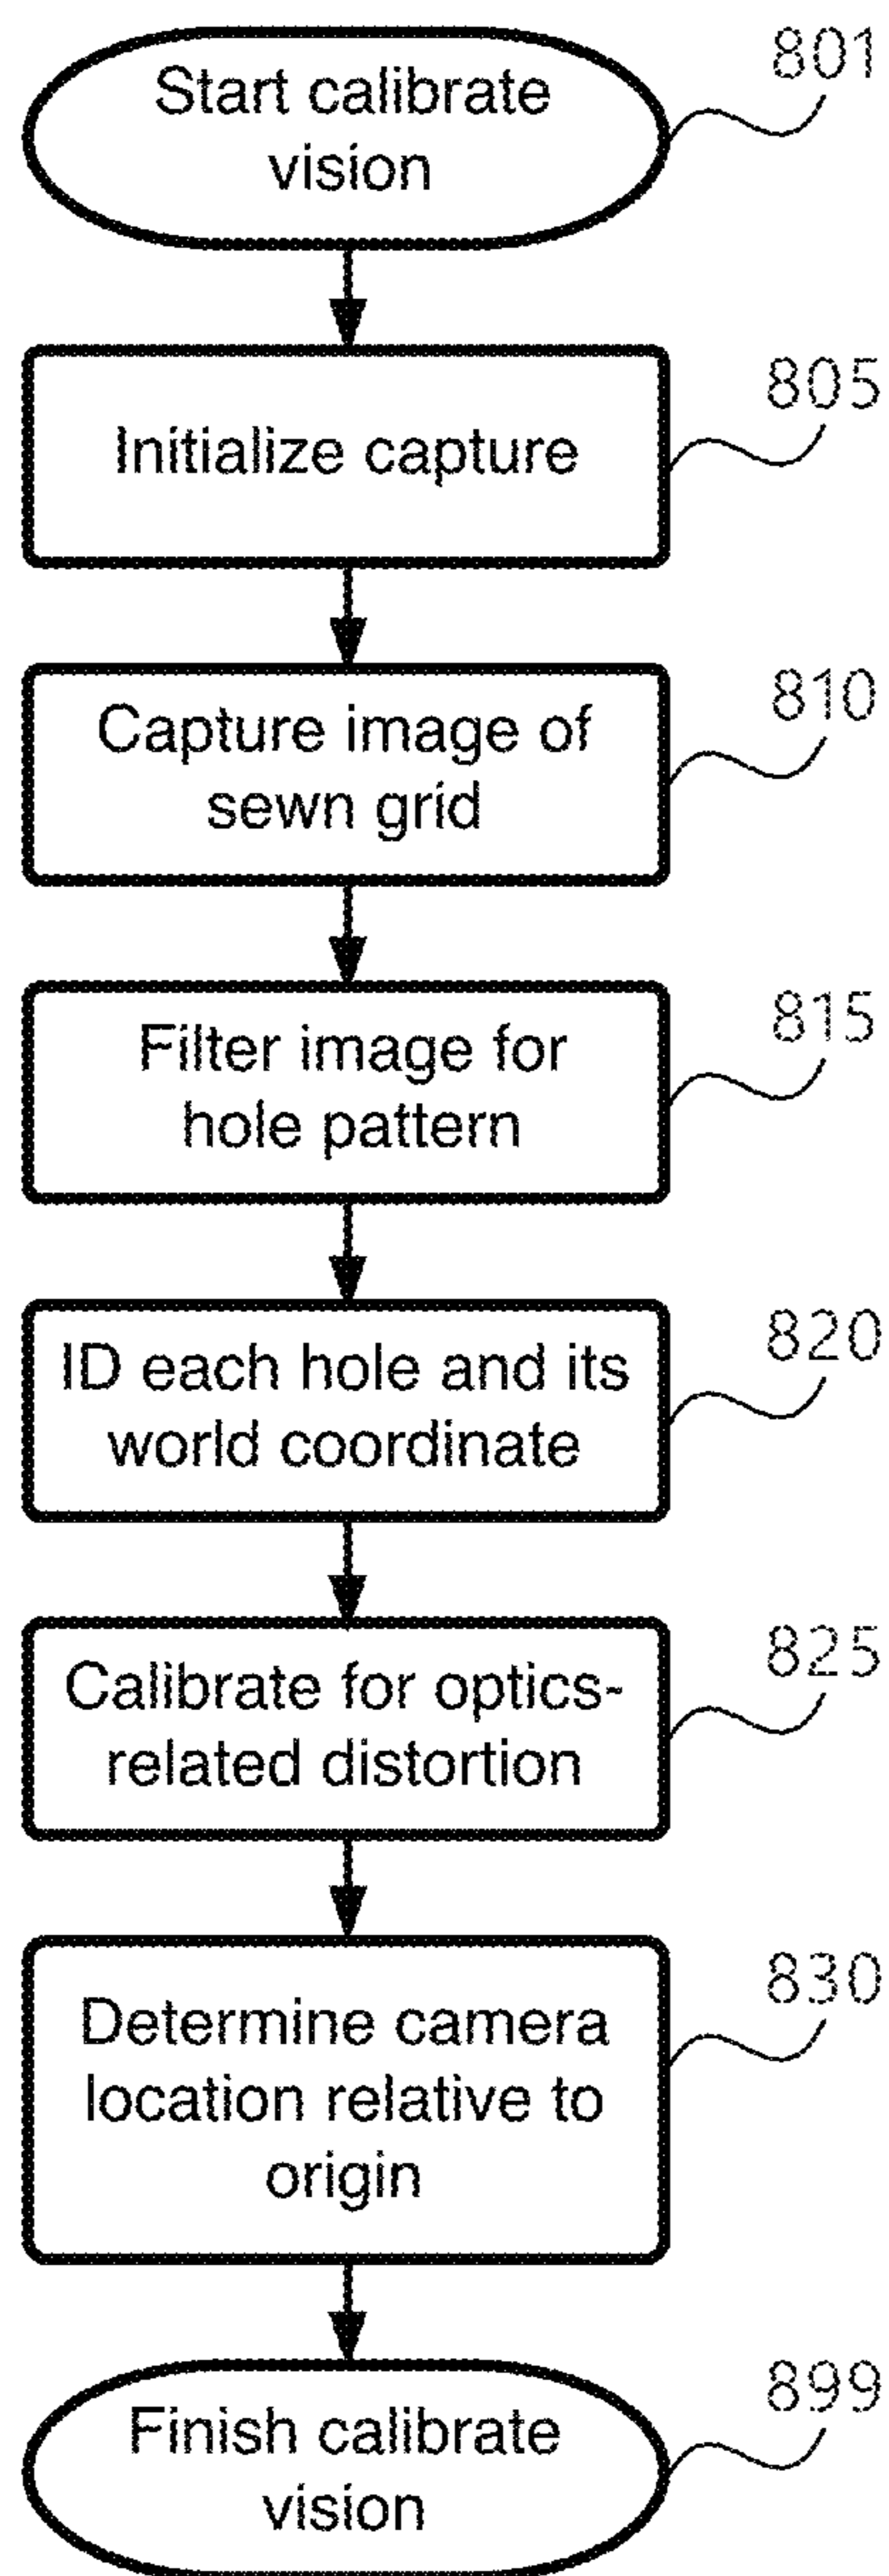 801
Start calibrate
vision
805
Initialize capture
810
Capture image of
sewn grid
815
Filter image for
hole pattern
820
ID each hole and its
world coordinate
825
Calibrate for optics-
related distortion
830
Determine camera
location relative to
origin
899
Finish calibrate
vision